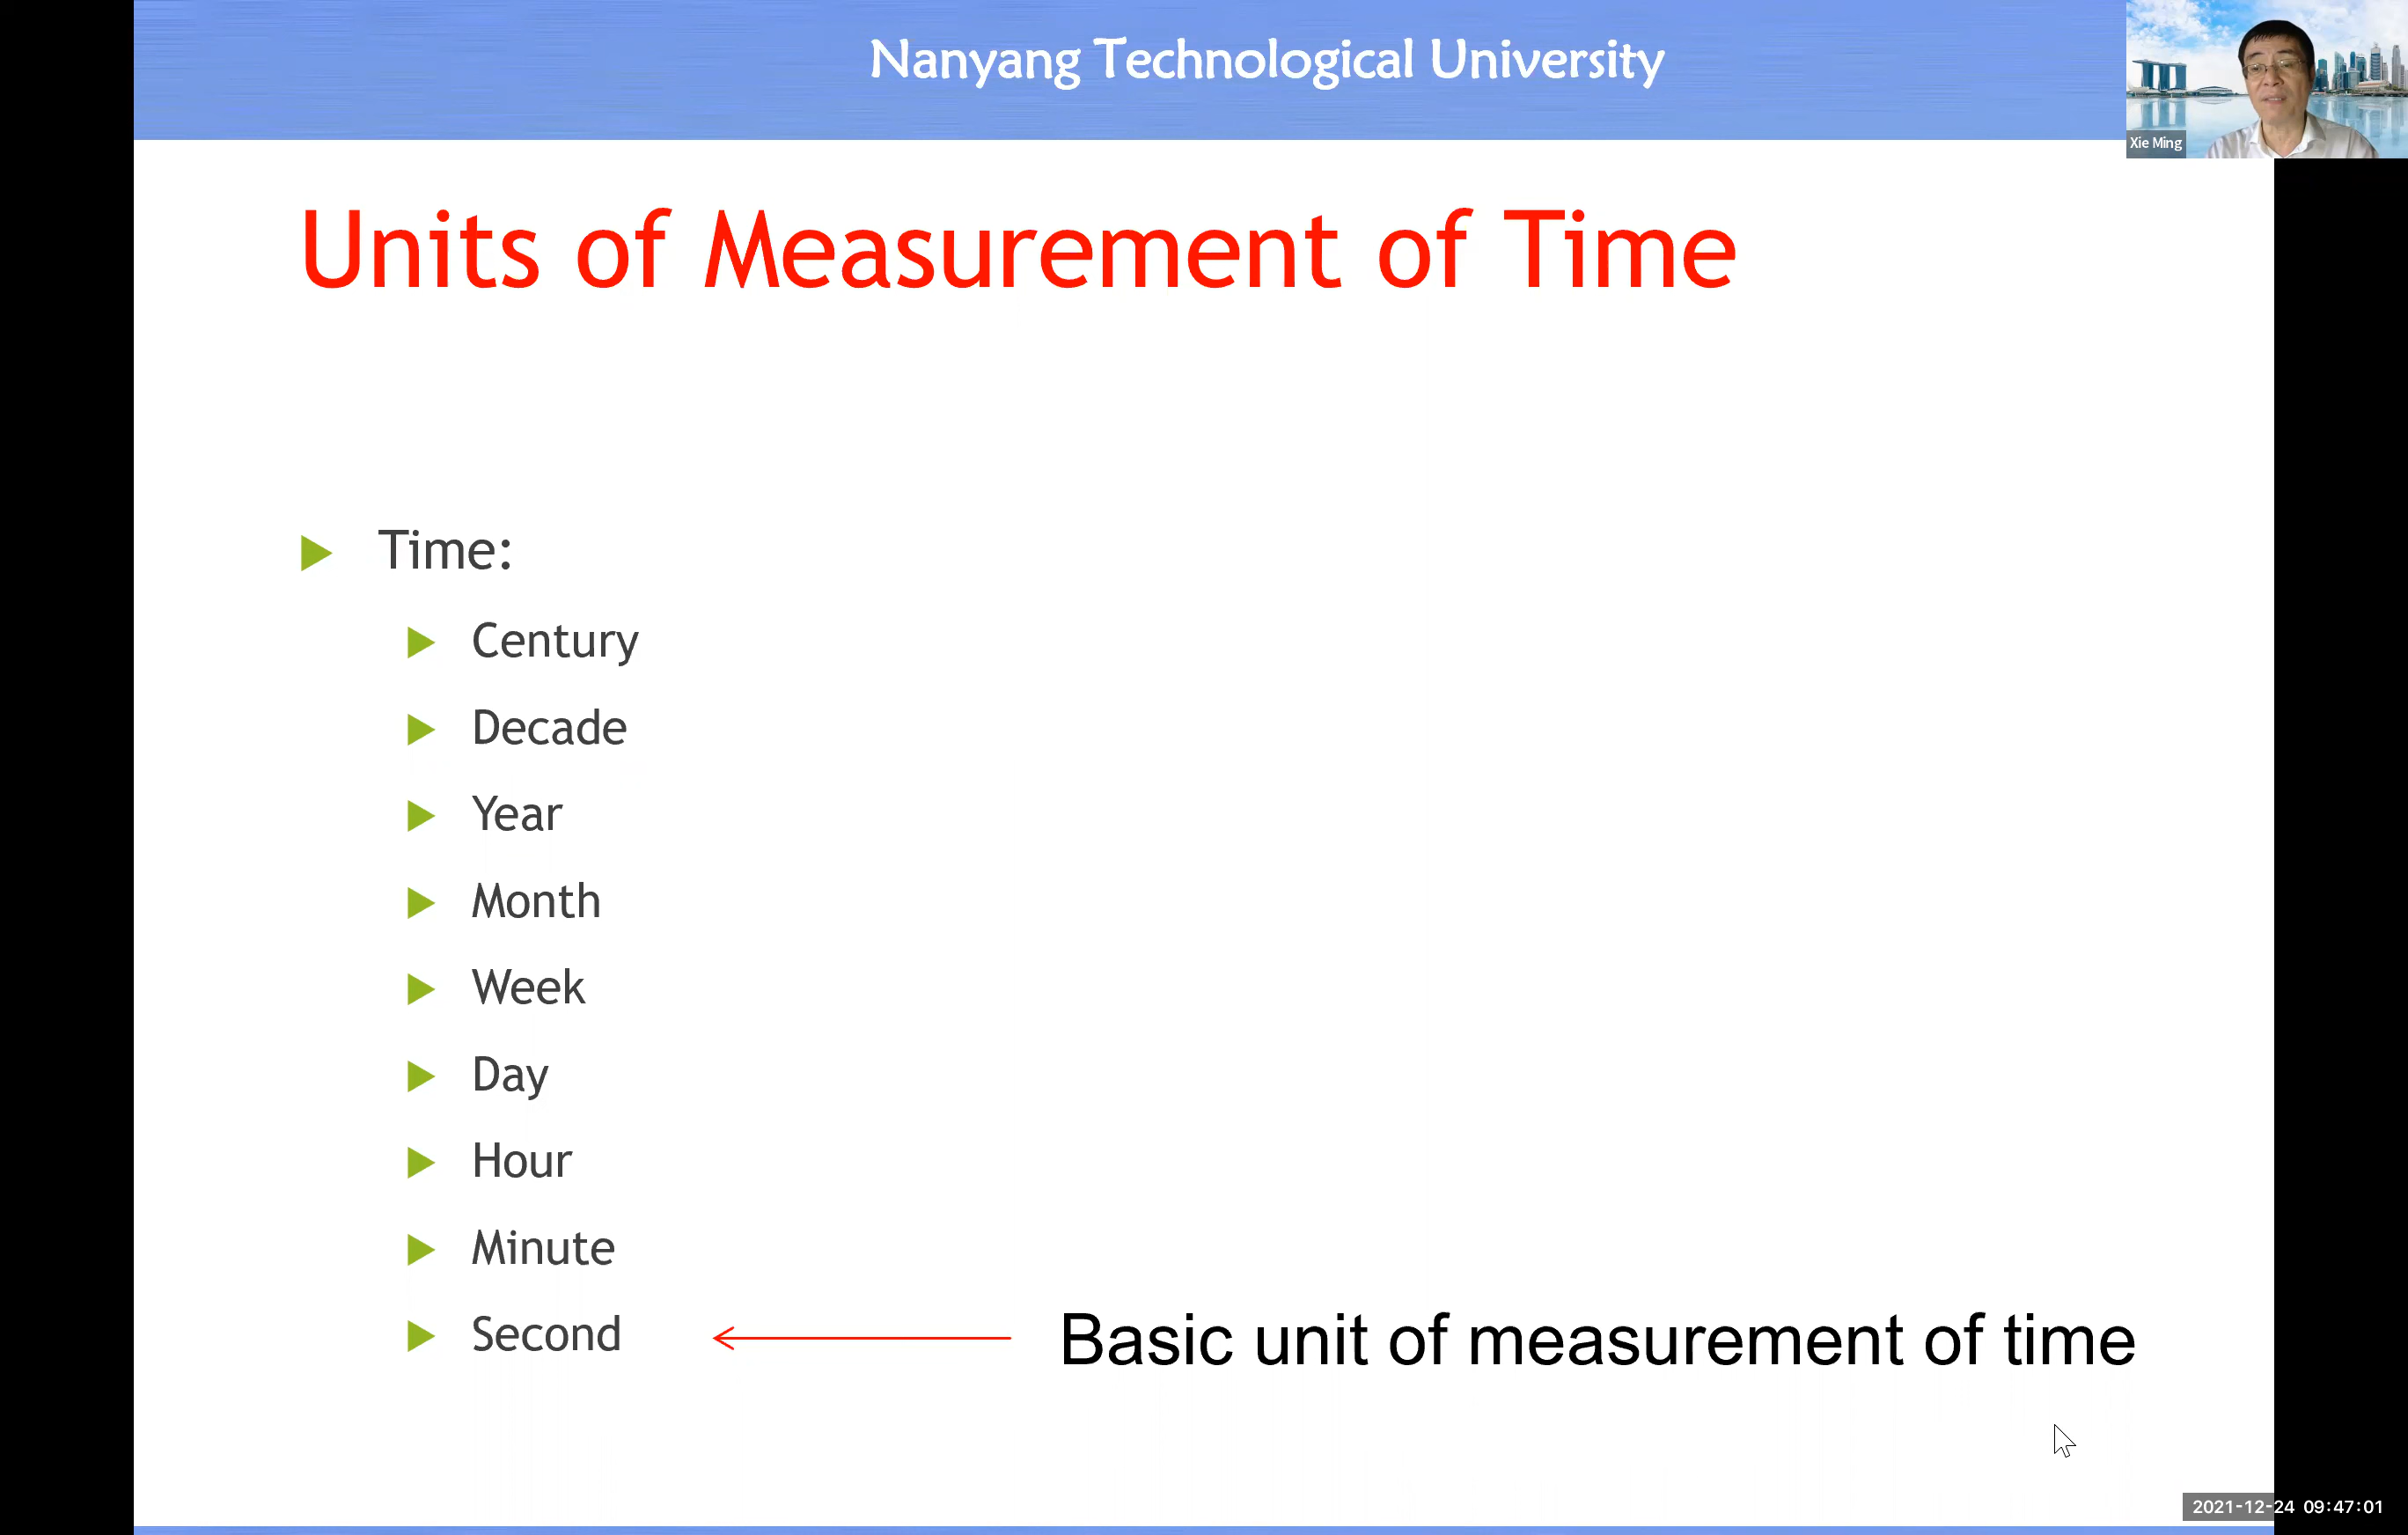 Nanyang Technological University
Xie Ming
Units of Measurement of Time
Time:
Century
Decade
Year
Month
Week
Day
Hour
Minute
Second
Basic unit of measurement of time
2021-12-24 09:47:01